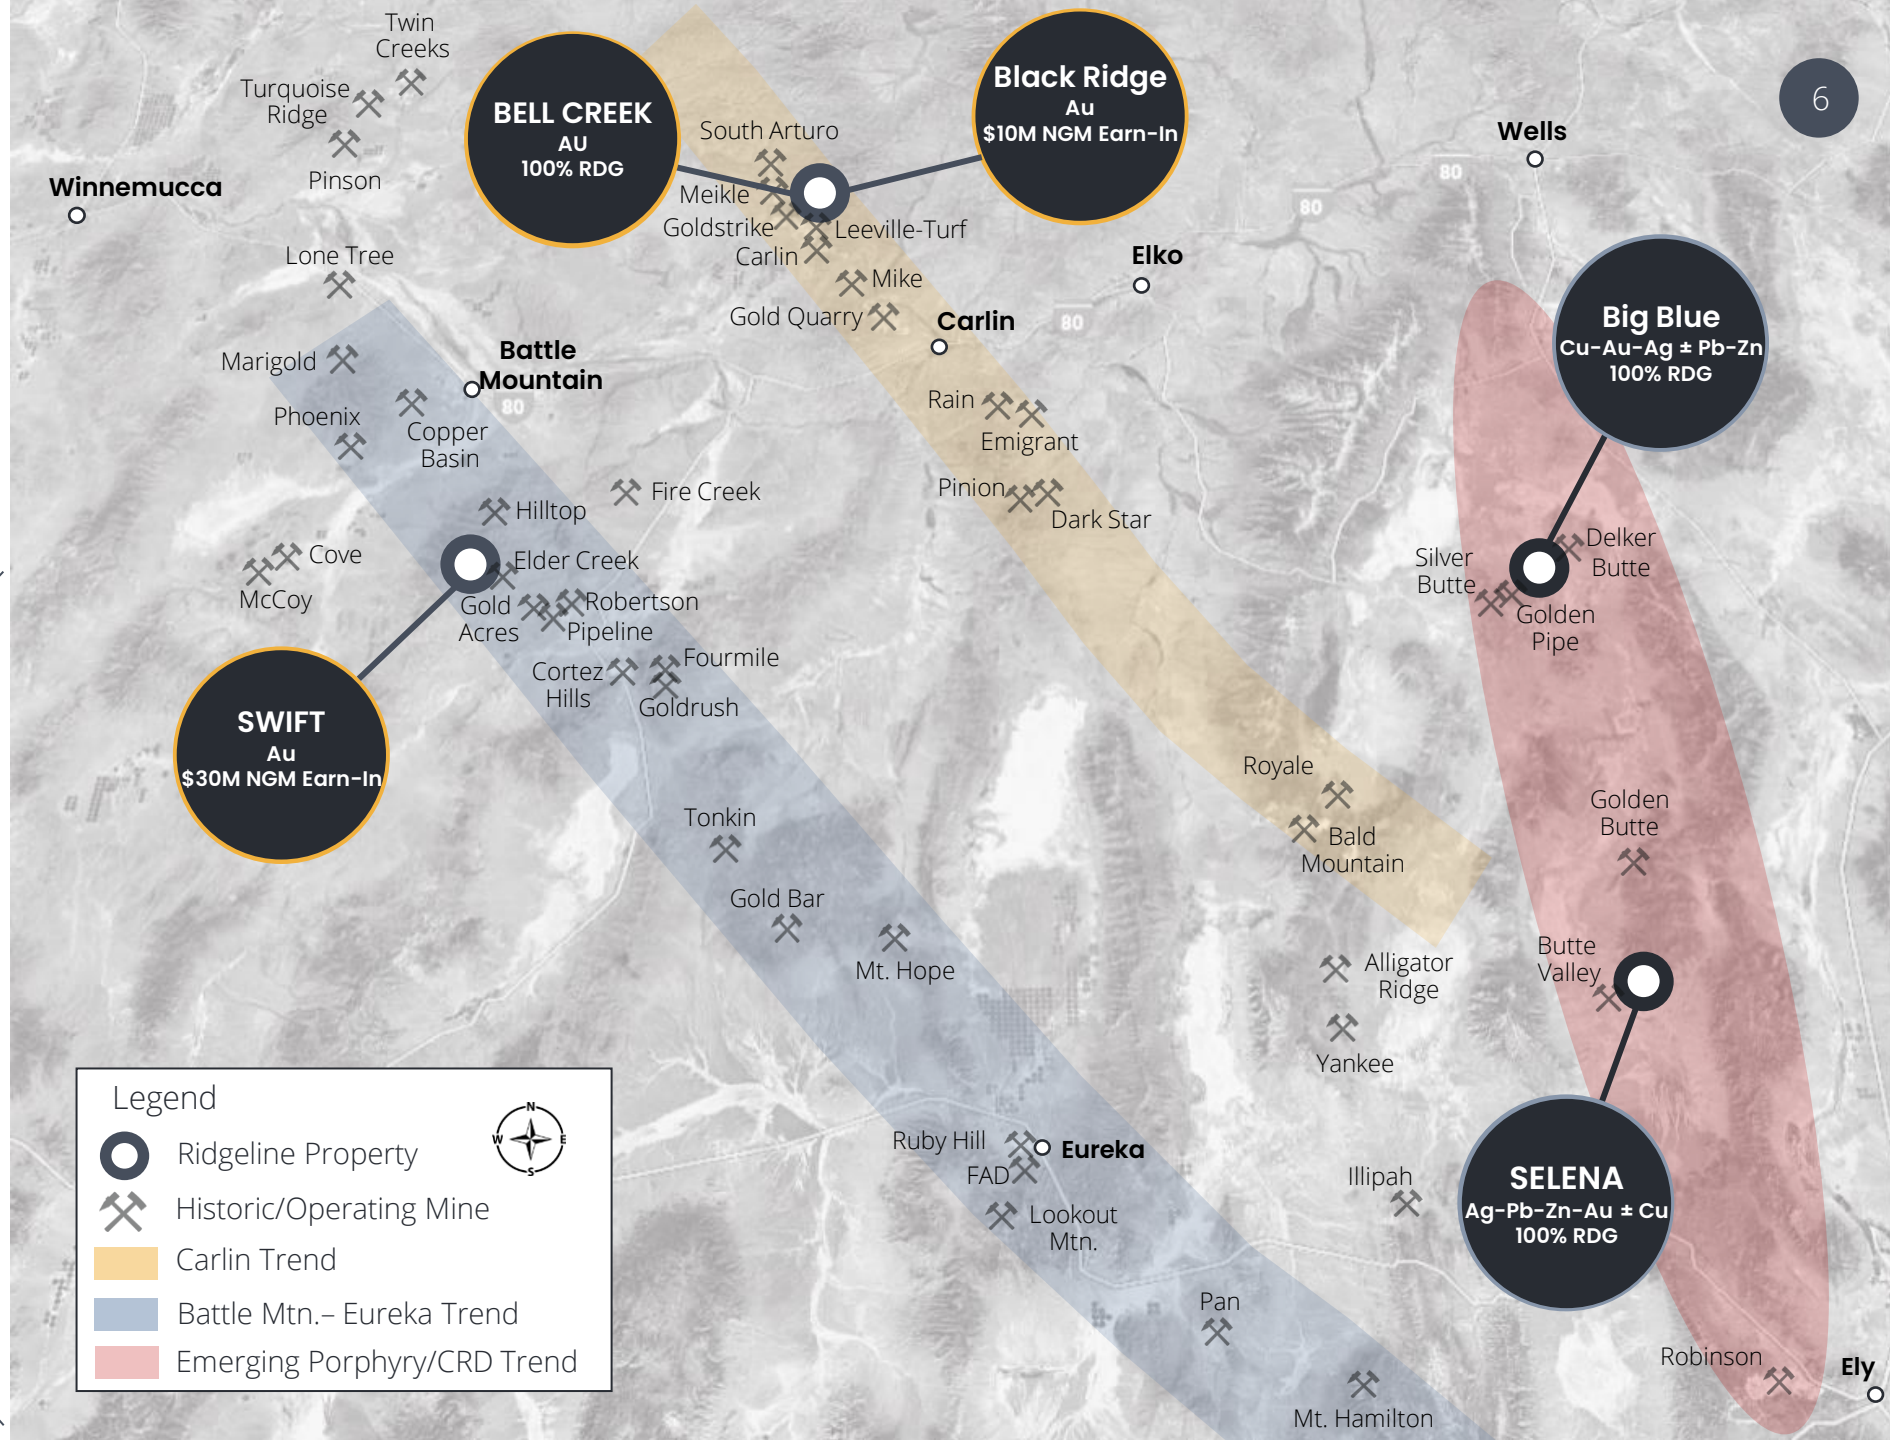 Twin
Creeks
Turquoise
Ridge
Pinson
Winnemucca
Lone Tree
BELL CREEK
AU
100% RDG
Black Ridge
Au
$10M NGM Earn-In
6
Wells
80
80
80
80
South Arturo
Meikle
Goldstrike
Leeville-Turf
Carlin
Mike
Gold Quarry
Elko
Carlin
Big Blue
Cu-Au-Ag ± Pb-Zn
100% RDG
Marigold
Battle
Mountain
Phoenix
Copper
Basin
Rain
Emigrant
Pinion
Dark Star
Hilltop
Fire Creek
Cove
McCoy
Elder Creek
Gold
Acres
Robertson
Pipeline
Cortez
Hills
Fourmile
Goldrush
Silver
Butte
Delker
Butte
Golden
Pipe
SWIFT
Au
$30M NGM Earn-In
Tonkin
Gold Bar
Mt. Hope
Royale
Bald
Mountain
Golden
Butte
Butte
Valley
Alligator
Ridge
Yankee
Ruby Hill
Eureka
FAD
Lookout
Mtn.
Illipah
SELENA
Ag-Pb-Zn-Au ± Cu
100% RDG
Pan
Mt. Hamilton
Robinson
Ely
Legend
N
W
E
S
Ridgeline Property
Historic/Operating Mine
Carlin Trend
Battle Mtn.– Eureka Trend
Emerging Porphyry/CRD Trend